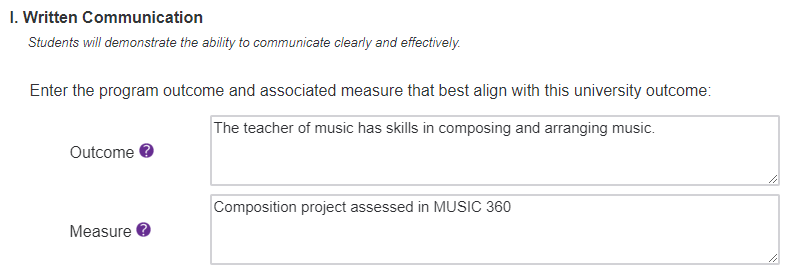 I. Written Communication
Students will demonstrate the ability to communicate clearly and effectively.
Enter the program outcome and associated measure that best align with this university outcome:
Outcome ?
The teacher of music has skills in composing and arranging music.
Measure ?
Composition project assessed in MUSIC 360